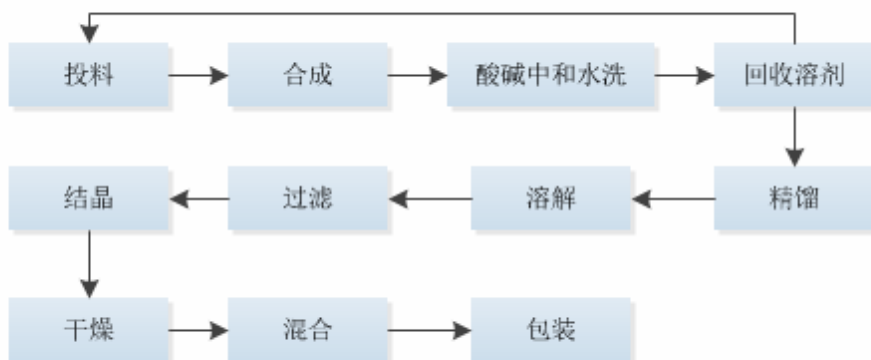 投料
合成
酸碱中和水洗
回收溶剂
结晶
过滤
溶解
精馏
干燥
混合
包装